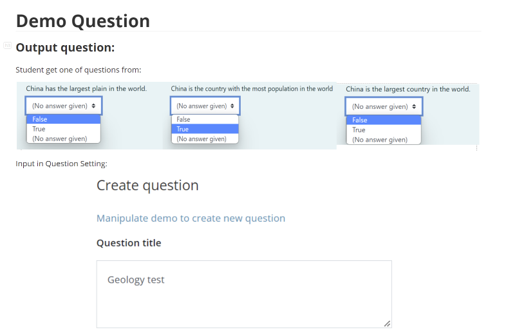 Demo Question
Output question:
Student get one of questions from:
China has the largest plain in the world. China is the country with the most population in the world China is the largest country in the world.
(No answer given) (No answer given) (No answer given)
False False False
True True True
(No answer given) (No answer given) (No answer given)
Input in Question Setting:
Create question
Manipulate demo to create new question
Question title
Geology test